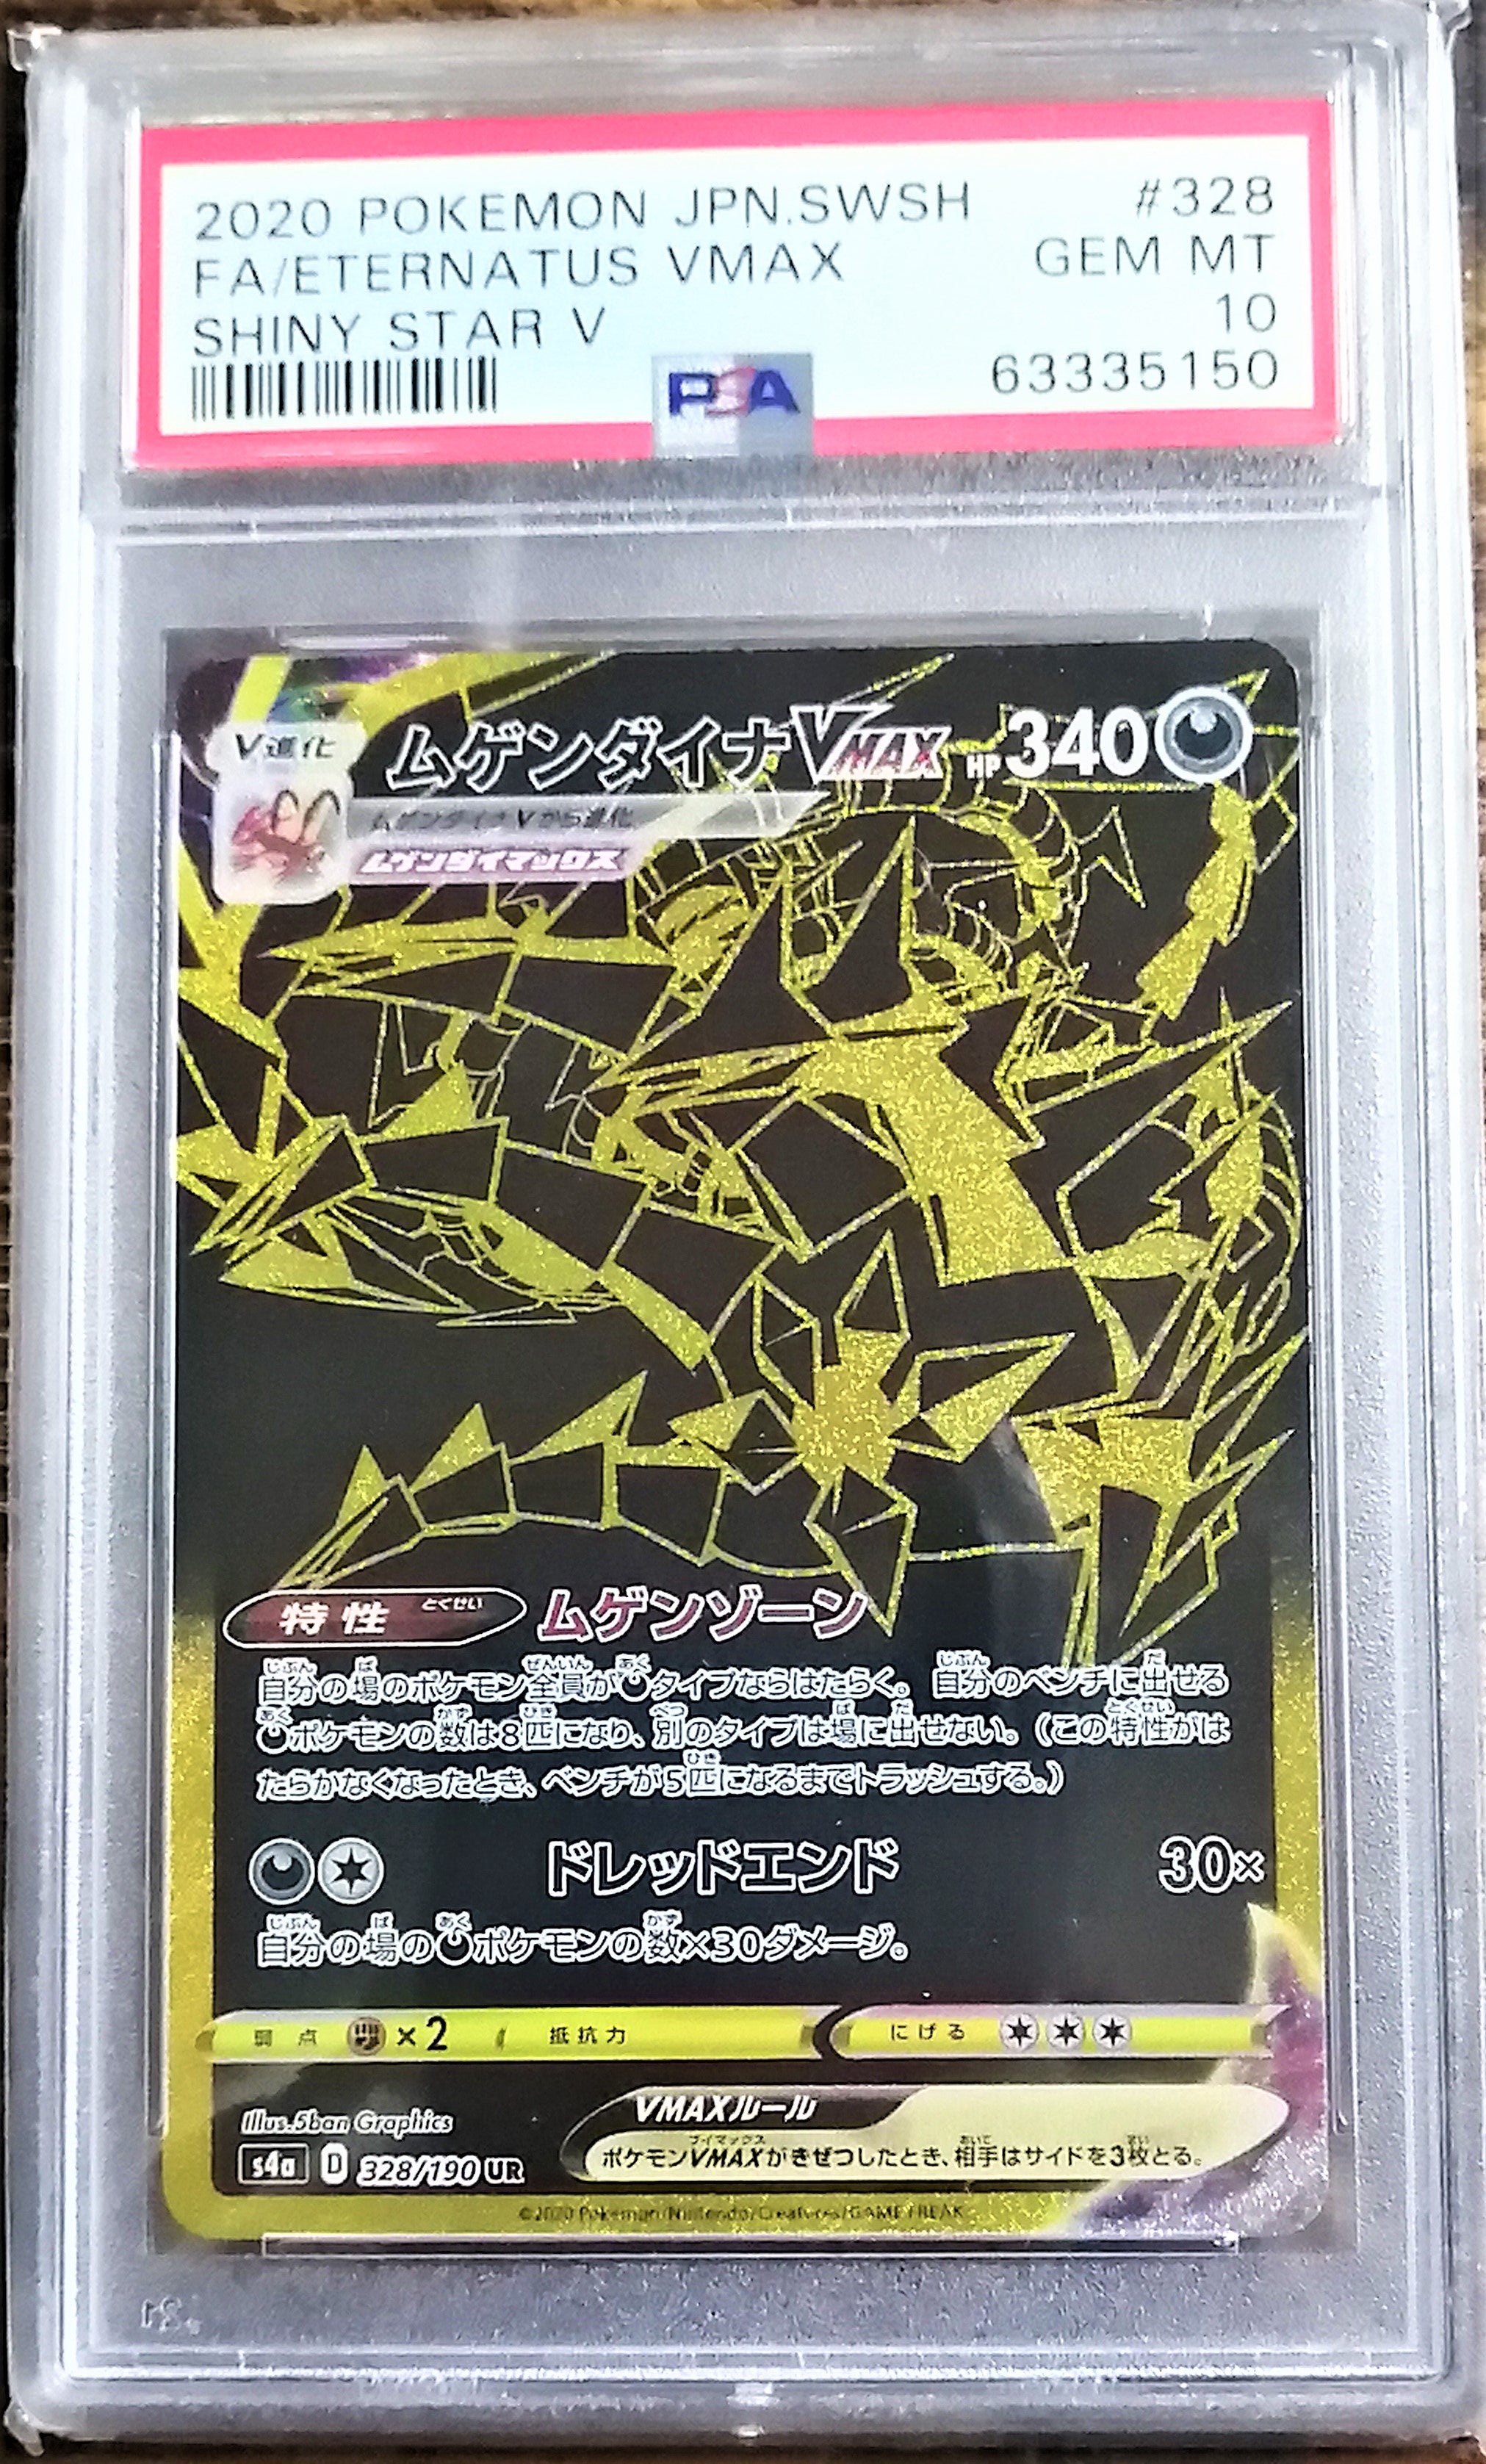 2020 POKEMON JPN.SWSH #328
FA/ETERNATUS VMAX GEM MT
SHINY STAR V 10
63335150
PSA
V進化
ムゲンダイナVMAX HP340
ムゲンダイナVから進化
ムゲンダイマックス
特性 とくせい ムゲンゾーン
自分の場のポケモン全員がタイプならはたらく。自分のベンチに出せる
ポケモンの数は8匹になり、別のタイプは場に出せない。(この特性がは
たらかなくなったとき、ベンチが5匹になるまでトラッシュする。)
ドレッドエンド 30×
自分の場のポケモンの数×30ダメージ。
弱点 ×2 抵抗力 にげる
Illus.5ban Graphics
VMAXルール
ポケモンVMAXがきぜつしたとき、相手はサイドを3枚とる。
s4a D 328/190 UR
©2020 Pokémon/Nintendo/Creatures/GAME FREAK